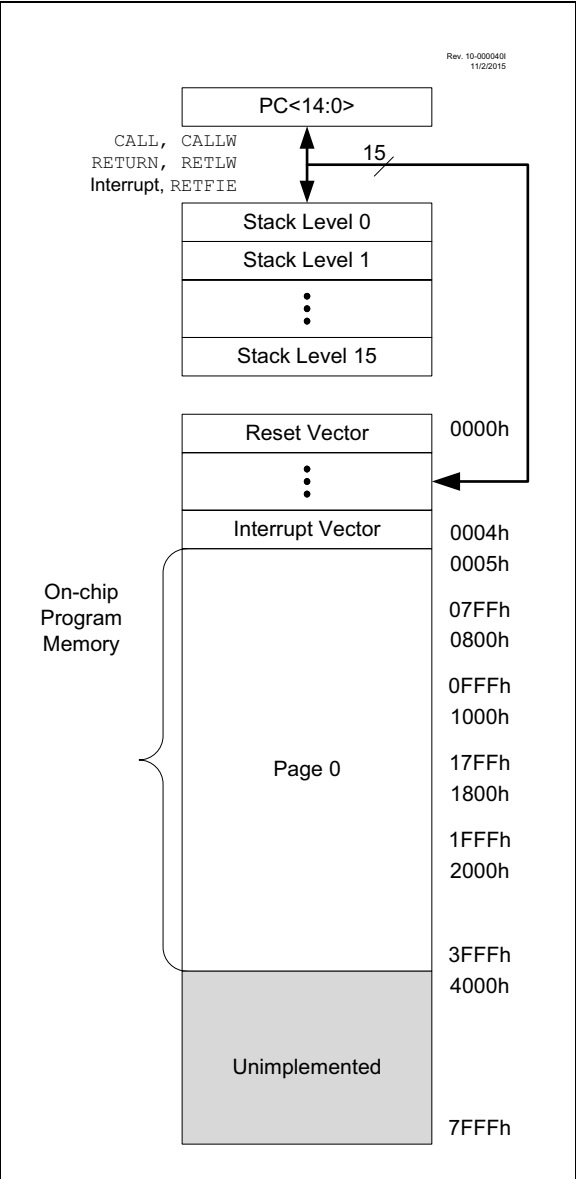 Rev. 10-000040I
11/2/2015
PC<14:0>
CALL, CALLW
RETURN, RETLW
Interrupt, RETFIE
15
Stack Level 0
Stack Level 1
Stack Level 15
Reset Vector
0000h
Interrupt Vector
0004h
0005h
On-chip
Program
Memory
07FFh
0800h
0FFFh
1000h
Page 0
17FFh
1800h
1FFFh
2000h
3FFFh
4000h
Unimplemented
7FFFh